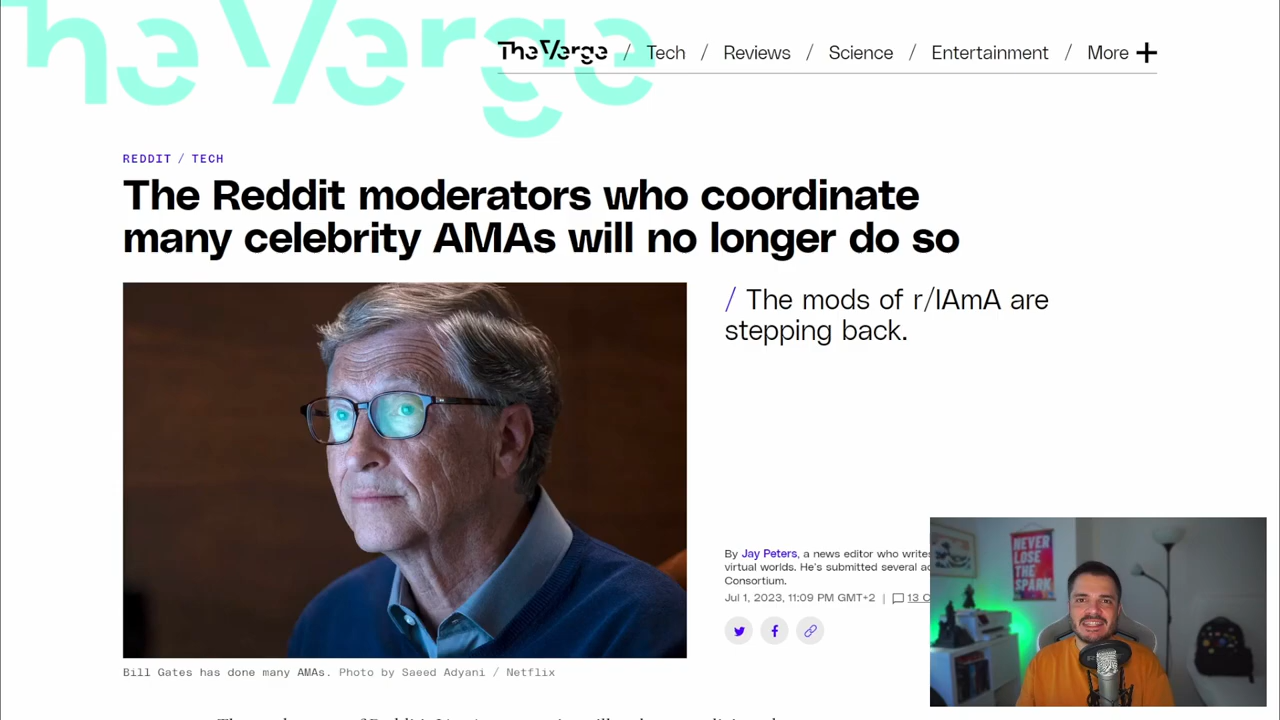 The Verge
TheVerge / Tech / Reviews / Science / Entertainment / More +
REDDIT / TECH
The Reddit moderators who coordinate
many celebrity AMAs will no longer do so
/ The mods of r/IAmA are
stepping back.
By Jay Peters, a news editor who writes
virtual worlds. He's submitted several
Consortium.
Jul 1, 2023, 11:09 PM GMT+2 | 13
Bill Gates has done many AMAs. Photo by Saeed Adyani / Netflix
NEVER
LOSE
THE
SPARK